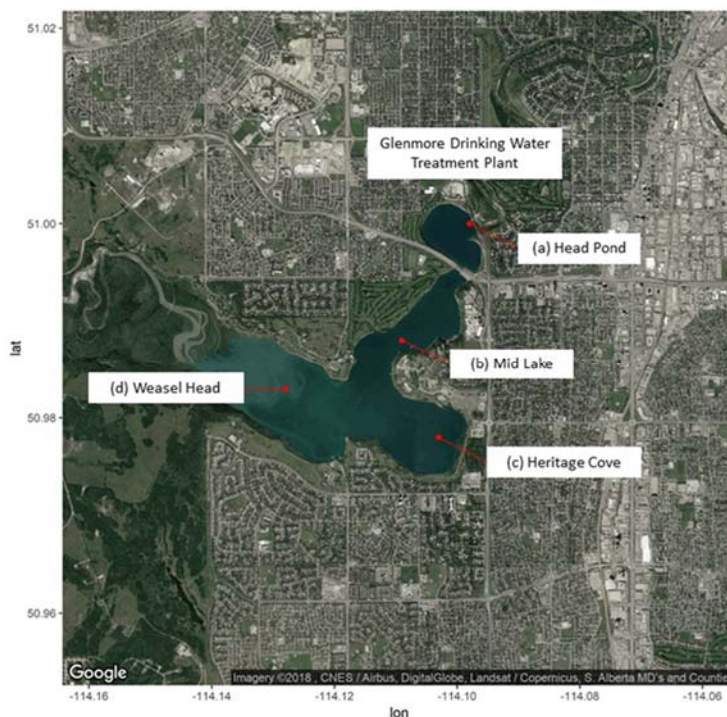 51.02
Glenmore Drinking Water
Treatment Plant
51.00
(a) Head Pond
(b) Mid Lake
lat
(d) Weasel Head
50.98
(c) Heritage Cove
50.96
Google
Imagery ©2018 , CNES / Airbus, DigitalGlobe, Landsat / Copernicus, S. Alberta MD's and Countie
-114.16
-114.14
-114.12
-114.10
-114.08
-114.06
lon